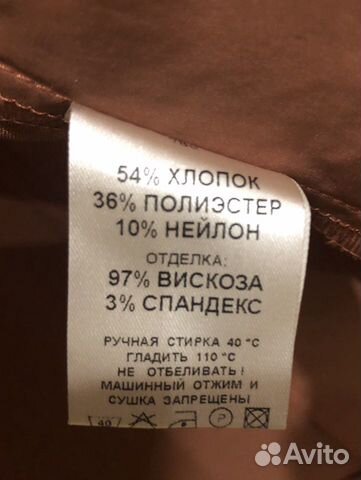 54% ХЛОПОК
36% ПОЛИЭСТЕР
10% НЕЙЛОН
ОТДЕЛКА:
97% ВИСКОЗА
3% СПАНДЕКС
РУЧНАЯ СТИРКА 40 °C
ГЛАДИТЬ 110 °C
НЕ ОТБЕЛИВАТЬ!
МАШИННЫЙ ОТЖИМ И
СУШКА ЗАПРЕЩЕНЫ
40
Avito